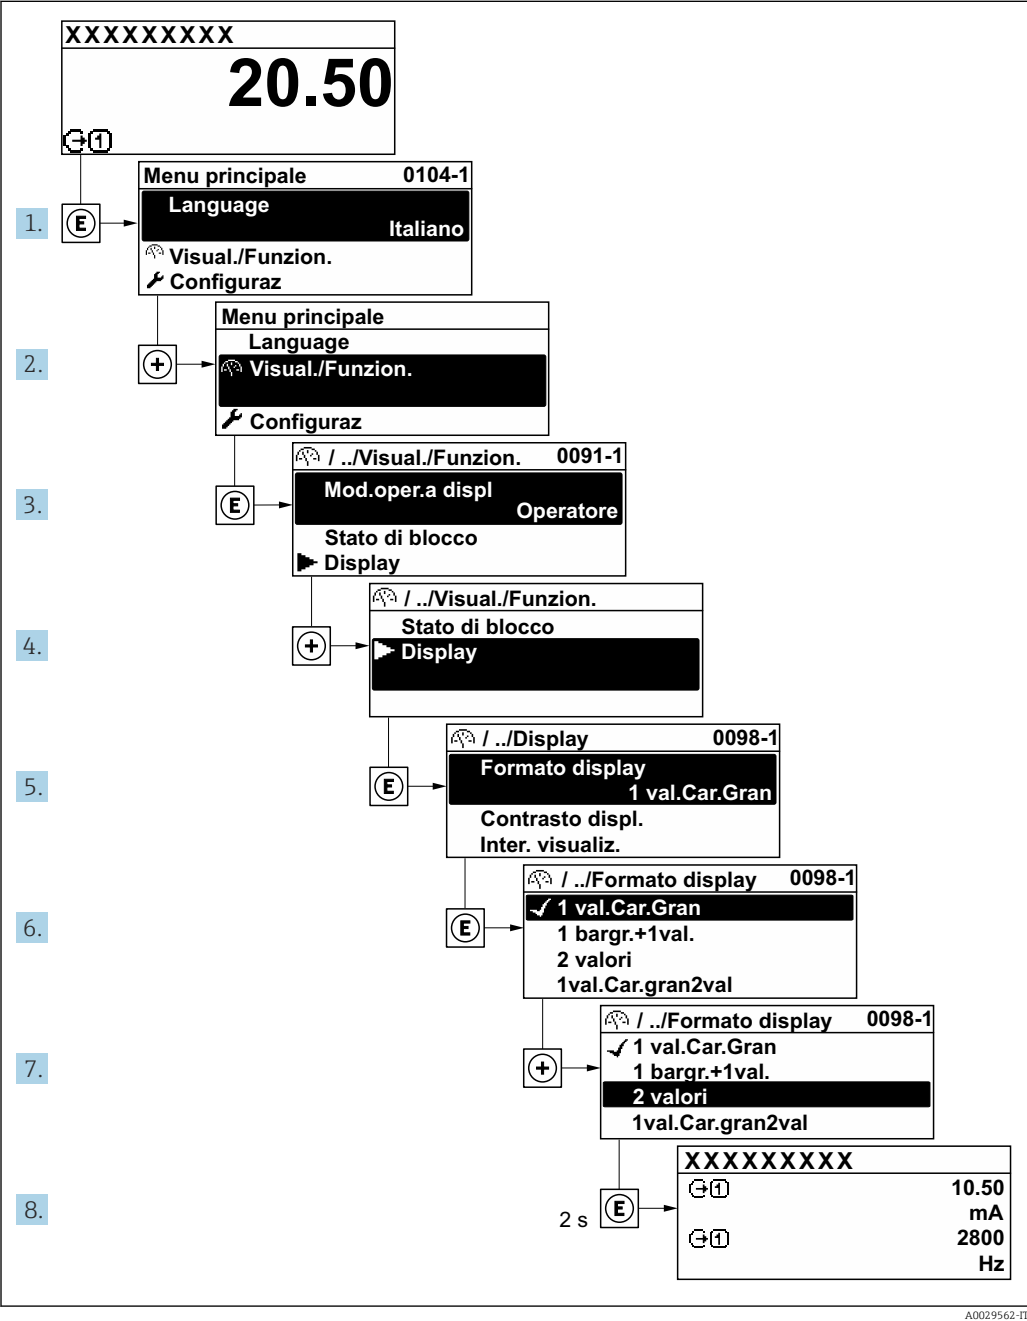 XXXXXXXXX
20.50
1
Menu principale 0104-1
Language
Italiano
1. E
Visual./Funzion.
Configuraz
Menu principale
Language
2. + Visual./Funzion.
Configuraz
/ ../Visual./Funzion. 0091-1
Mod.oper.a displ
3. E Operatore
Stato di blocco
Display
/ ../Visual./Funzion.
Stato di blocco
4. + Display
/ ../Display 0098-1
Formato display
5. E 1 val.Car.Gran
Contrasto displ.
Inter. visualiz.
/ ../Formato display 0098-1
1 val.Car.Gran
6. E 1 bargr.+1val.
2 valori
1val.Car.gran2val
/ ../Formato display 0098-1
1 val.Car.Gran
7. + 1 bargr.+1val.
2 valori
1val.Car.gran2val
XXXXXXXXX
1 10.50
8. 2 s E mA
1 2800
Hz
A0029562-IT